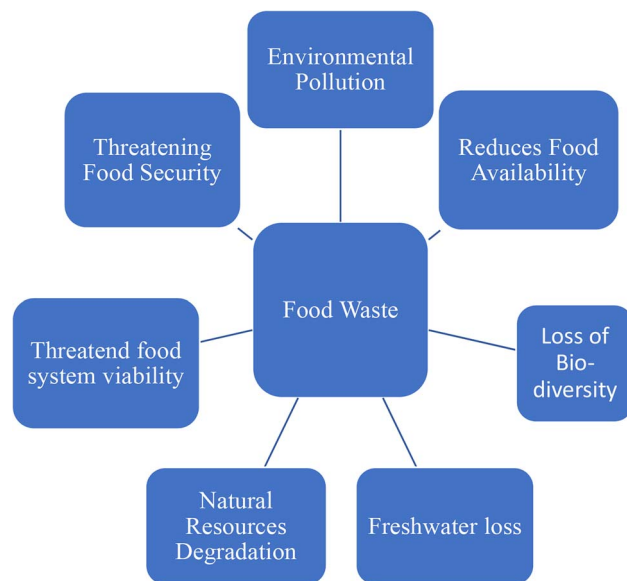 Environmental
Pollution
Threatening
Food Security
Reduces Food
Availability
Food Waste
Threatend food
system viability
Loss of
Bio-
diversity
Natural
Resources
Degradation
Freshwater loss